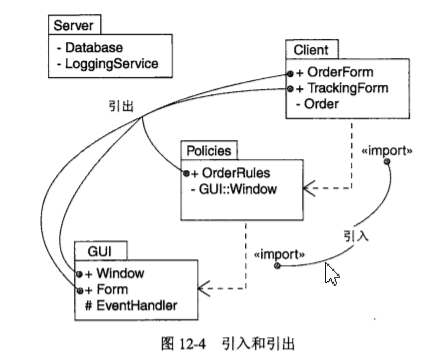 Server
- Database
- LoggingService
Client
+ OrderForm
+ TrackingForm
- Order
引出
Policies
+ OrderRules
- GUI::Window
«import»
引入
«import»
GUI
+ Window
+ Form
# EventHandler
图 12-4 引入和引出